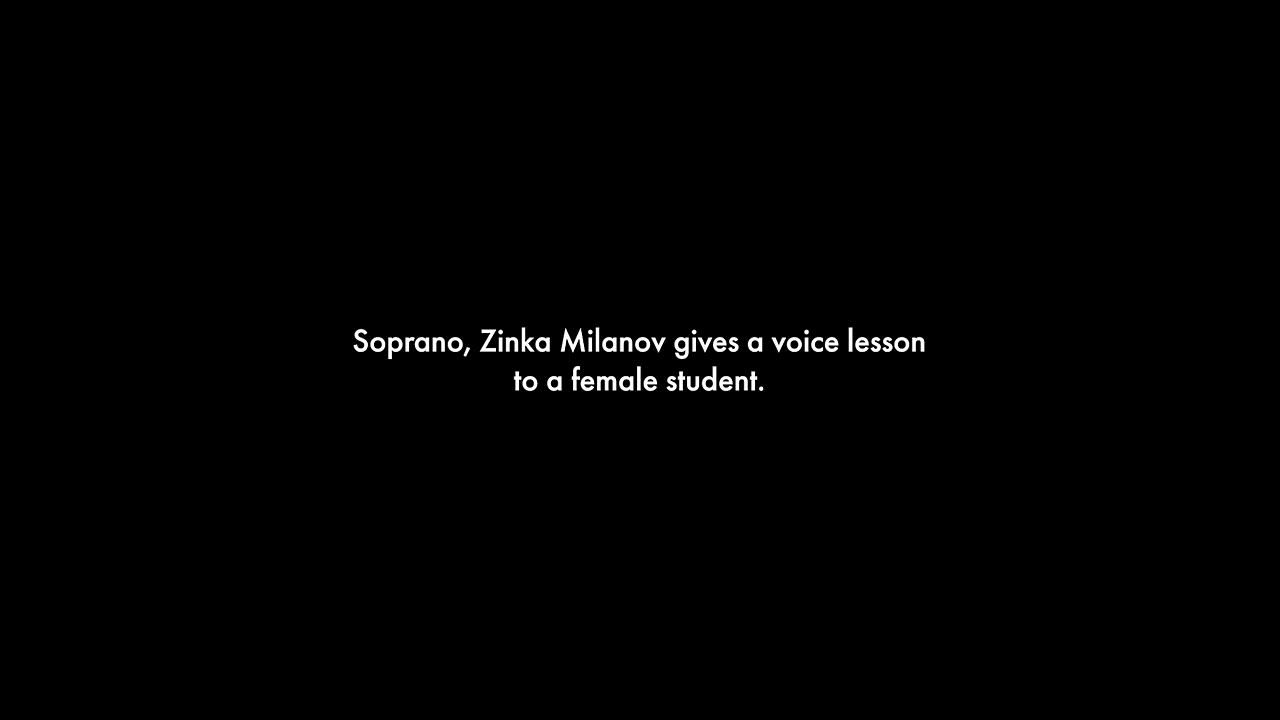 Soprano, Zinka Milanov gives a voice lesson
to a female student.